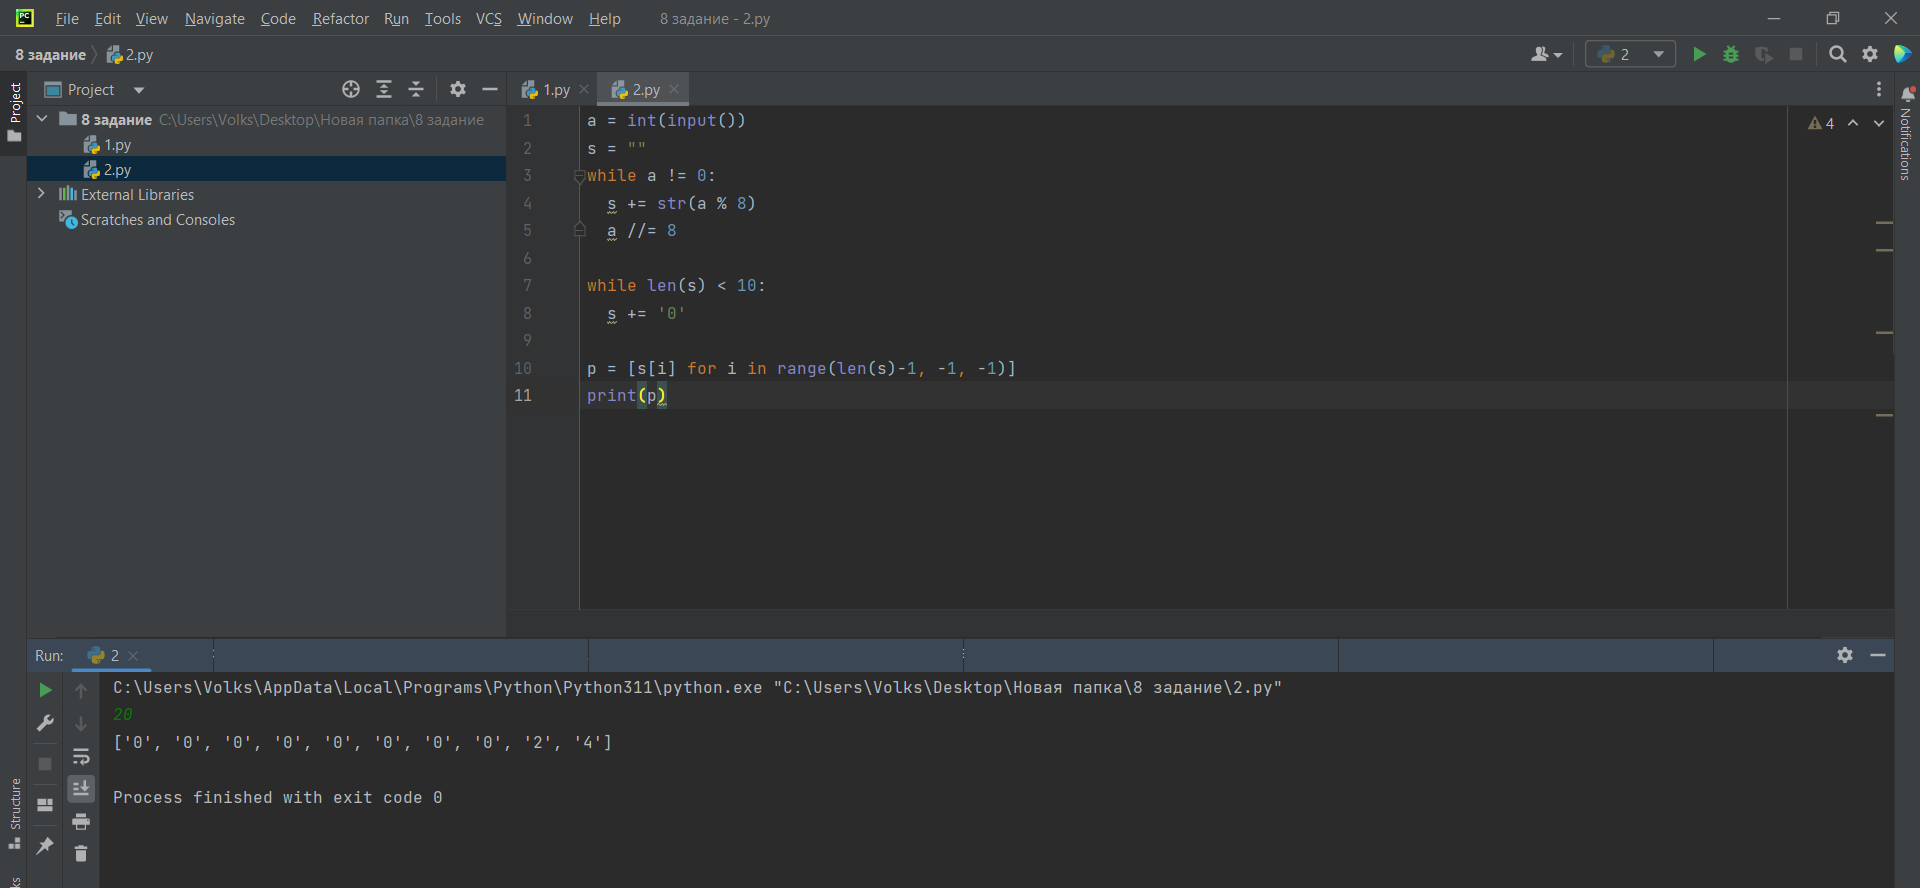 PC
File Edit View Navigate Code Refactor Run Tools VCS Window Help 8 задание - 2.py
8 задание 2.py
2
Project
Project
1.py
2.py
8 задание C:\Users\Volks\Desktop\Новая папка\8 задание
1.py
2.py
External Libraries
Scratches and Consoles
1 a = int(input())
2 s = ""
3 while a != 0:
4 s += str(a % 8)
5 a //= 8
6
7 while len(s) < 10:
8 s += '0'
9
10 p = [s[i] for i in range(len(s)-1, -1, -1)]
11 print(p)
4
Notifications
Run: 2
C:\Users\Volks\AppData\Local\Programs\Python\Python311\python.exe "C:\Users\Volks\Desktop\Новая папка\8 задание\2.py"
20
['0', '0', '0', '0', '0', '0', '0', '0', '2', '4']
Process finished with exit code 0
Structure